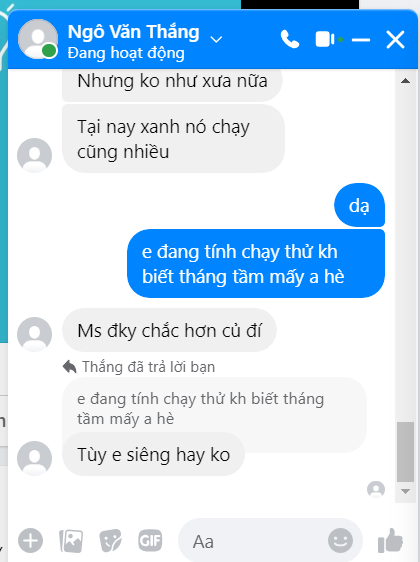 Ngô Văn Thắng
Đang hoạt động
Nhưng ko như xưa nữa
Tại nay xanh nó chạy
cũng nhiều
dạ
e đang tính chạy thử kh
biết tháng tầm mấy a hè
Ms đky chắc hơn củ đí
Thắng đã trả lời bạn
e đang tính chạy thử kh biết tháng
tầm mấy a hè
Tùy e siêng hay ko
GIF
Aa